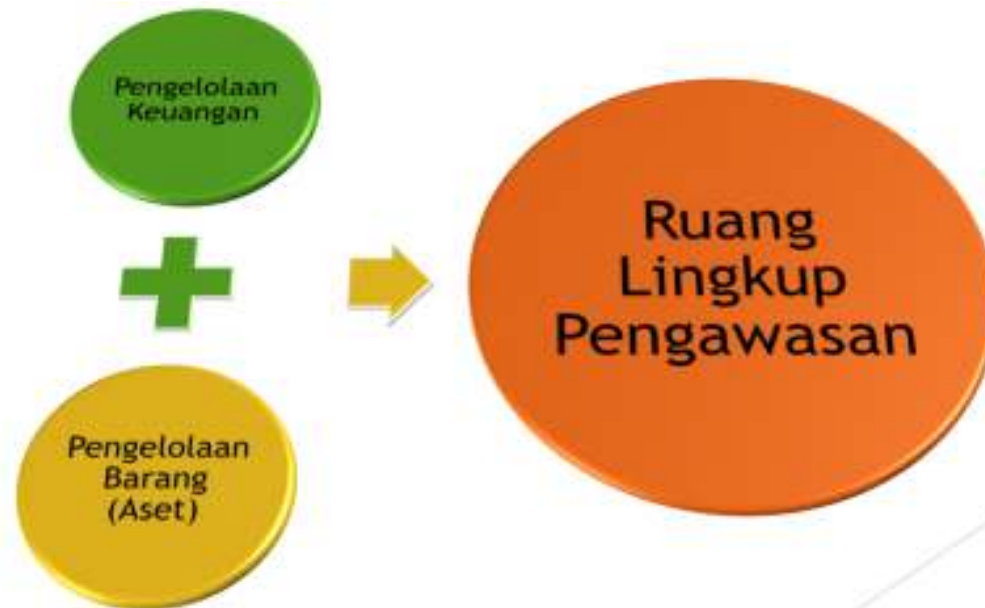 Pengelolaan
Keuangan
Pengelolaan
Barang
(Aset)
Ruang
Lingkup
Pengawasan